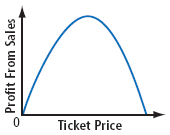 Profit From Sales
0
Ticket Price